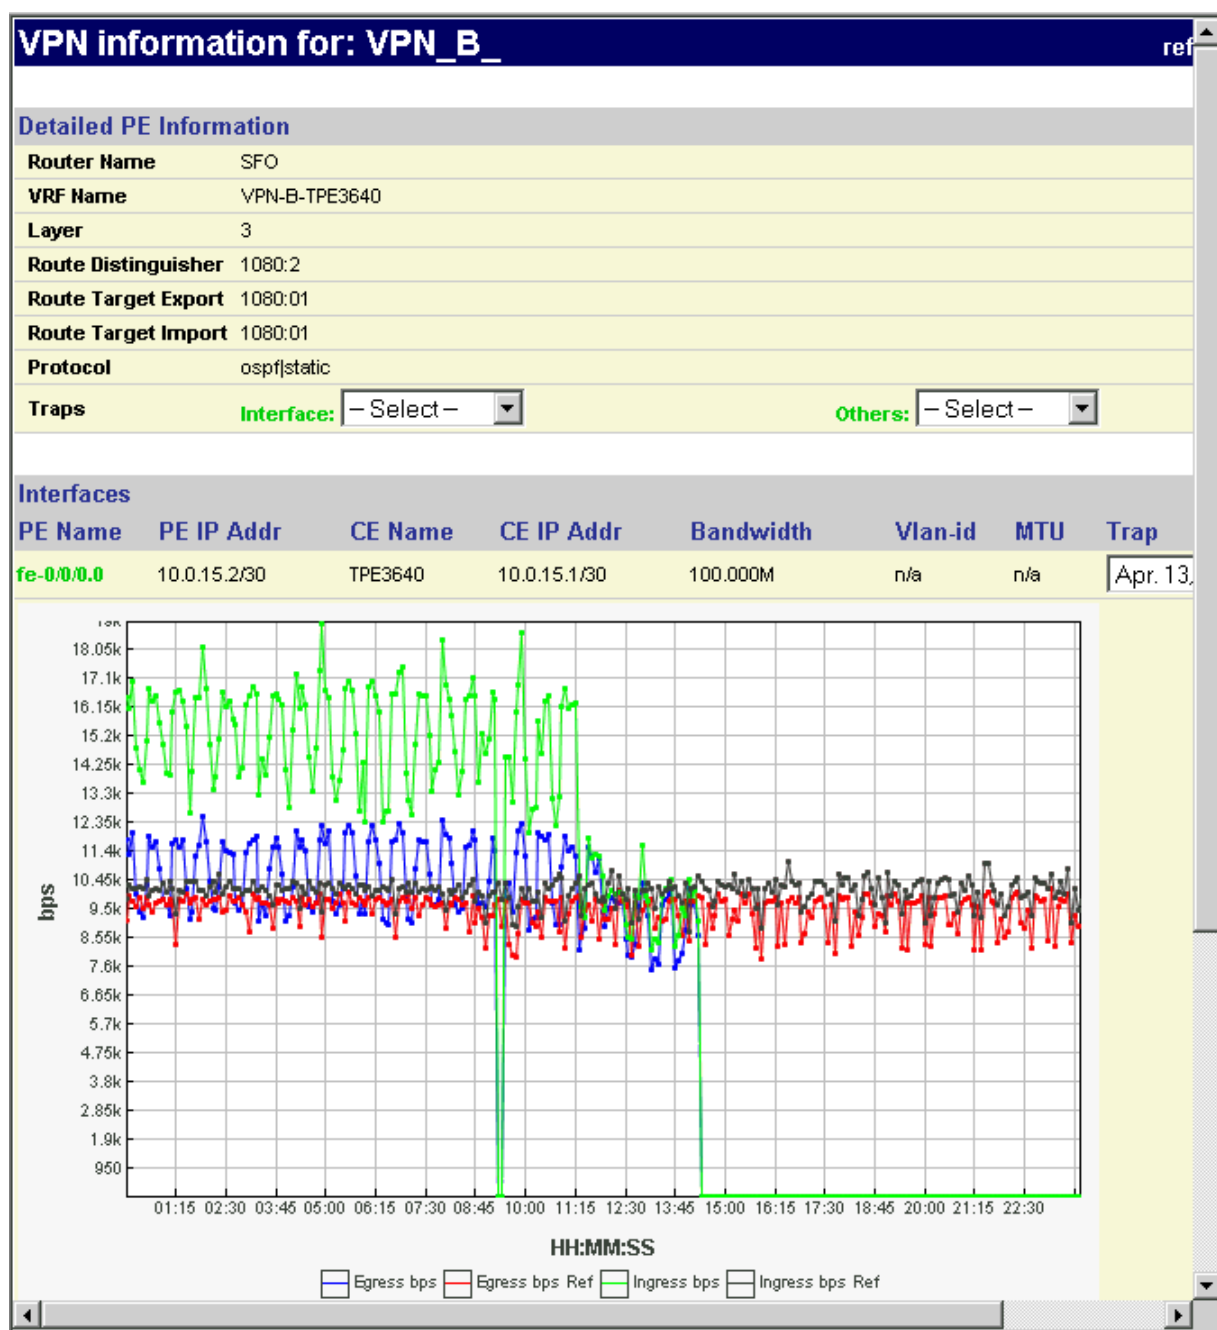 VPN information for: VPN_B_ ref
Detailed PE Information
Router Name SFO
VRF Name VPN-B-TPE3640
Layer 3
Route Distinguisher 1080:2
Route Target Export 1080:01
Route Target Import 1080:01
Protocol ospf|static
Traps Interface: -- Select -- Others: -- Select --
Interfaces
PE Name PE IP Addr CE Name CE IP Addr Bandwidth Vlan-id MTU Trap
fe-0/0/0.0 10.0.15.2/30 TPE3640 10.0.15.1/30 100.000M n/a n/a Apr. 13,
19k
18.05k
17.1k
16.15k
15.2k
14.25k
13.3k
12.35k
11.4k
10.45k
9.5k
8.55k
7.6k
6.65k
5.7k
4.75k
3.8k
2.85k
1.9k
950
bps
01:15 02:30 03:45 05:00 06:15 07:30 08:45 10:00 11:15 12:30 13:45 15:00 16:15 17:30 18:45 20:00 21:15 22:30
HH:MM:SS
Egress bps Egress bps Ref Ingress bps Ingress bps Ref